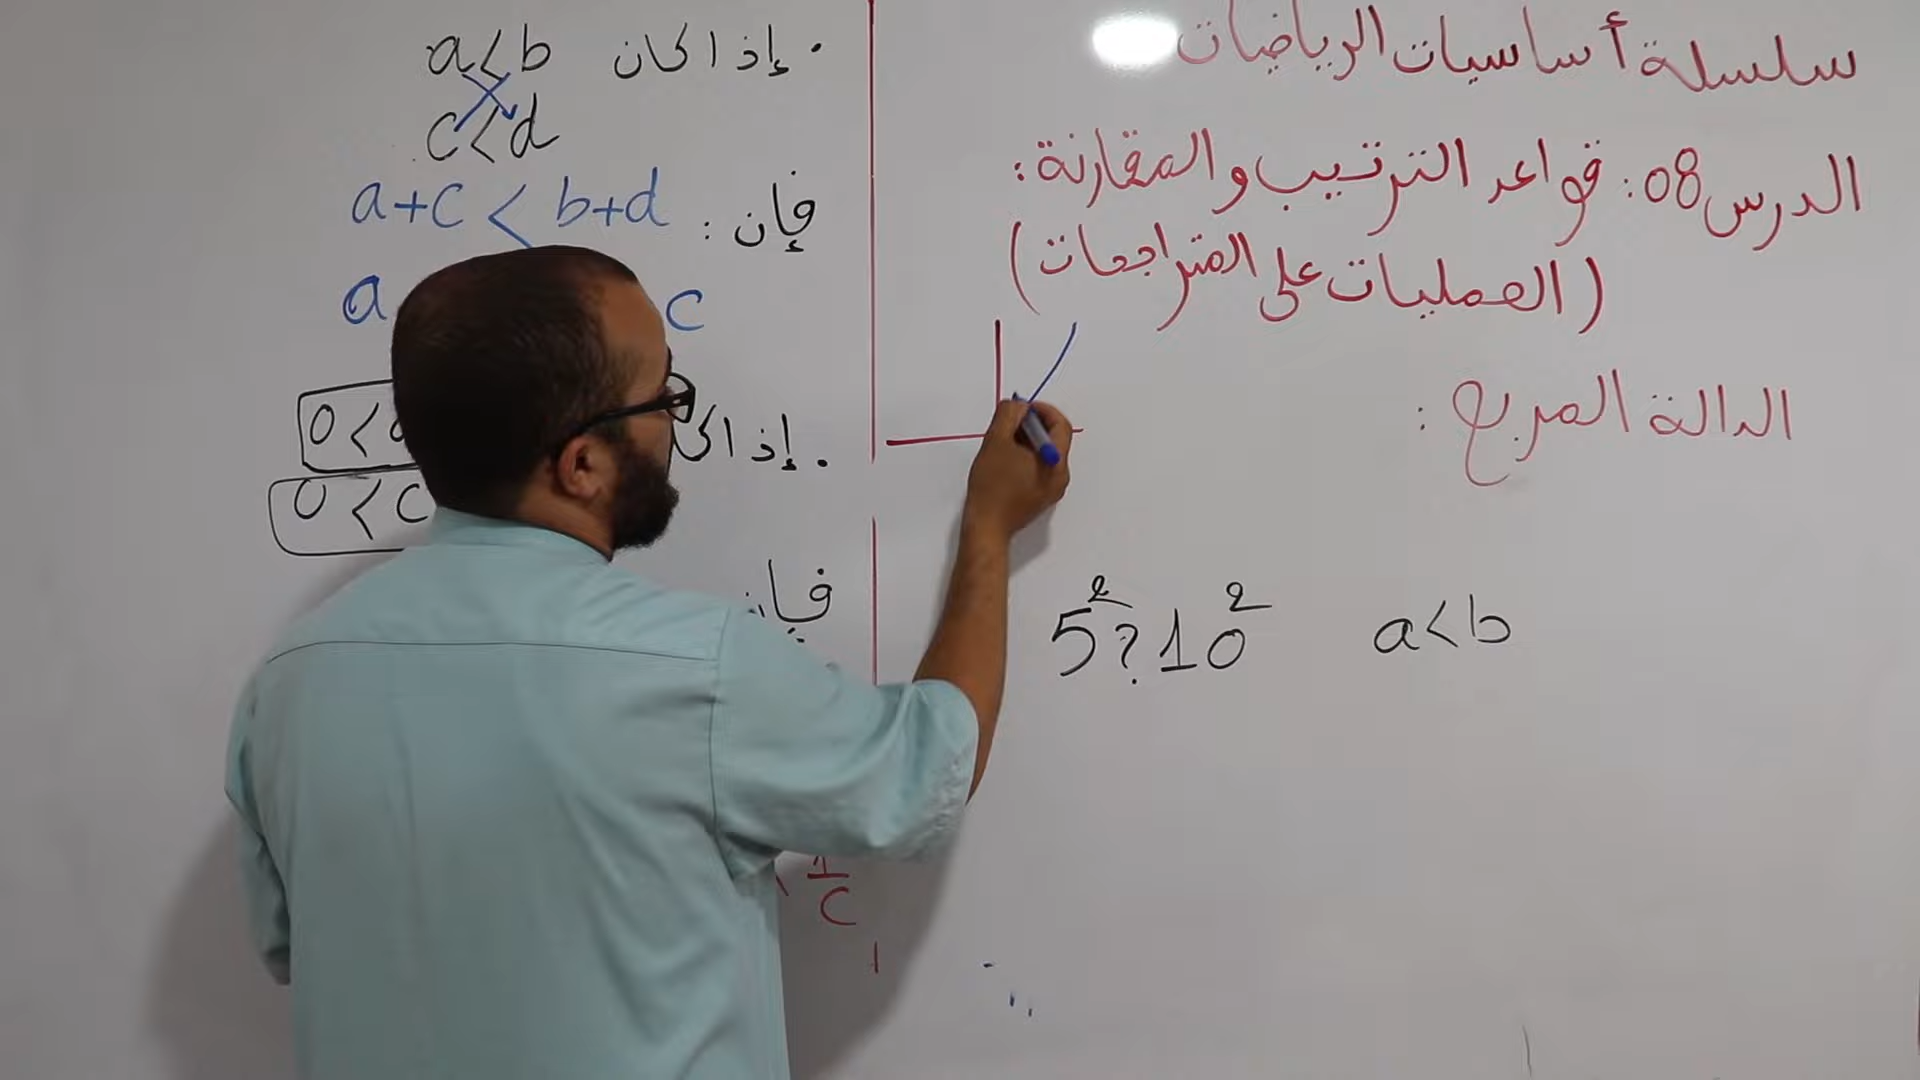 سلسلة أساسيات الرياضيات
الدرس 08: قواعد الترتيب والمقارنة:
(العمليات على المتراجحات)
الدالة المربع:
5² ? 10² a<b
• إذا كان a<b
c<d
فإن: a+c < b+d
a c
• إذا 0<
0<c
فإن
1/c